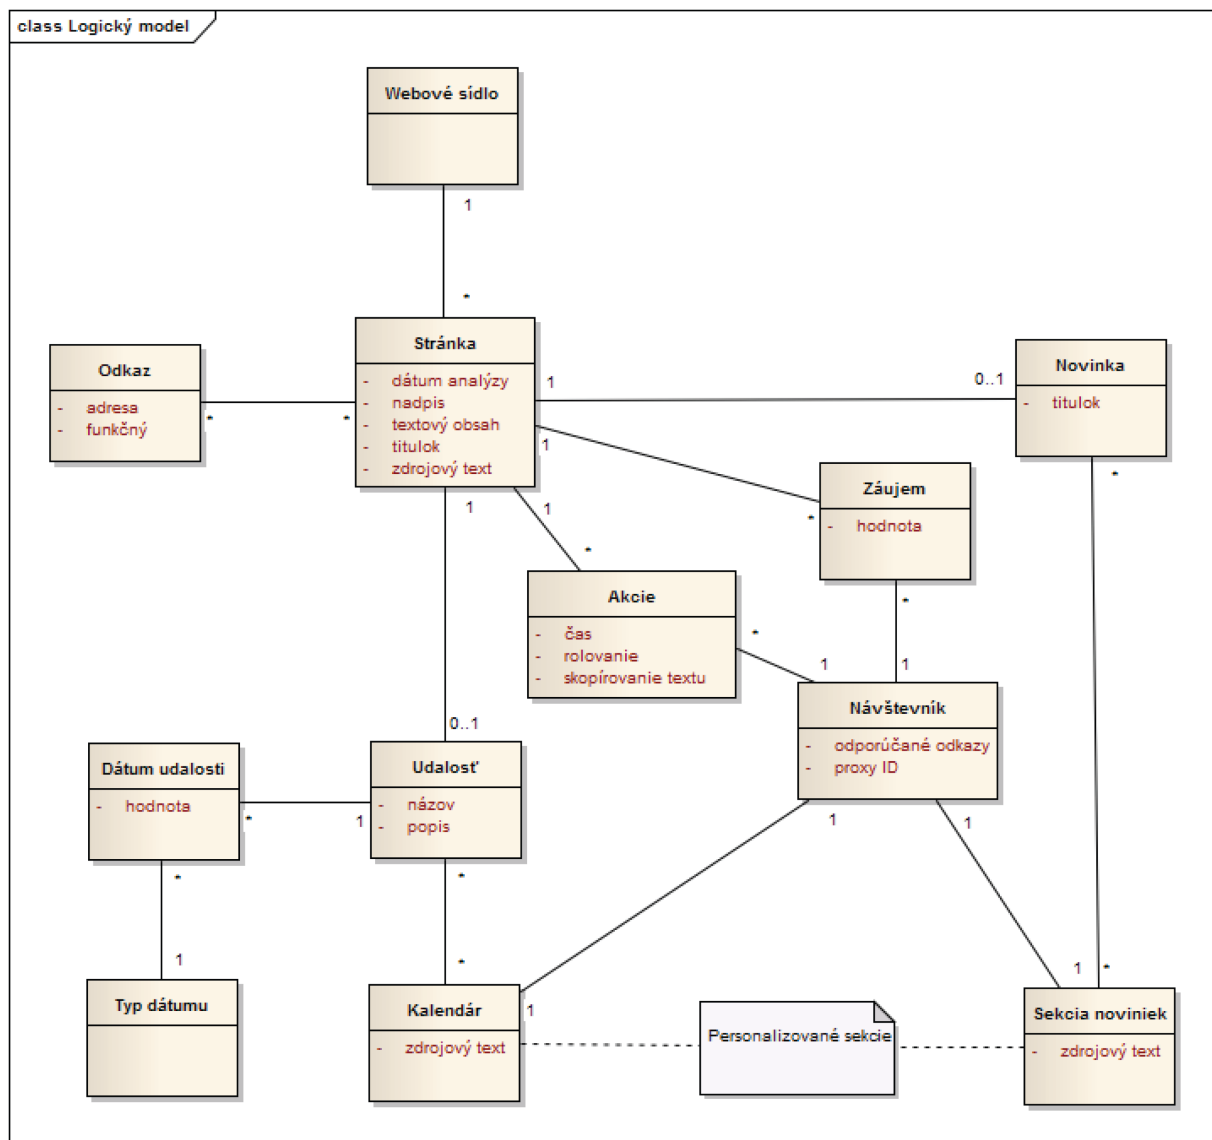 class Logický model
Webové sídlo
1
*
Stránka
- dátum analýzy
- nadpis
- textový obsah
- titulok
- zdrojový text
Odkaz
- adresa
- funkčný
*
*
1
0..1
Novinka
- titulok
1
*
Záujem
- hodnota
1
1
*
Akcie
- čas
- rolovanie
- skopírovanie textu
*
1
*
1
*
Návštevník
- odporúčané odkazy
- proxy ID
0..1
Dátum udalosti
- hodnota
*
1
Udalosť
- názov
- popis
1
1
*
*
1
*
1
1
*
Typ dátumu
Kalendár
- zdrojový text
Personalizované sekcie
Sekcia noviniek
- zdrojový text